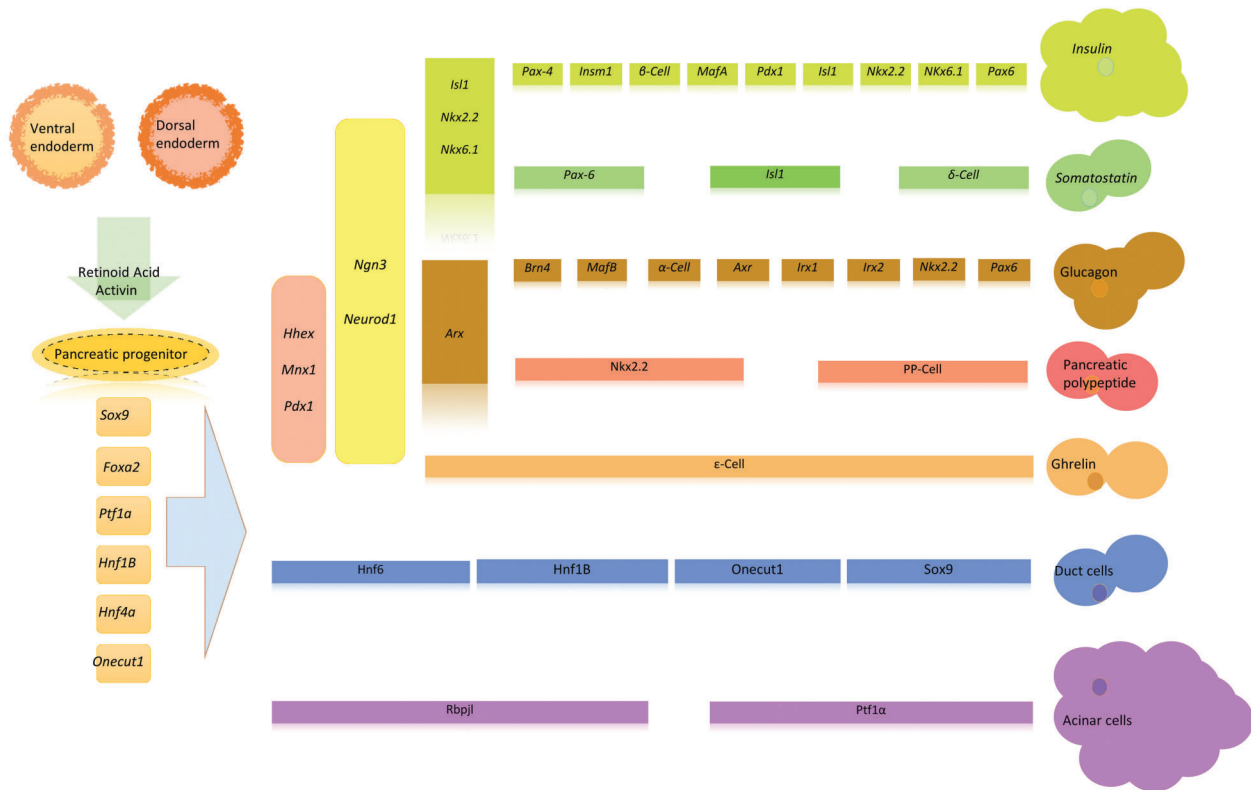 Ventral
endoderm
Dorsal
endoderm
Retinoid Acid
Activin
Pancreatic progenitor
Sox9
Foxa2
Ptf1a
Hnf1B
Hnf4a
Onecut1
Hhex
Mnx1
Pdx1
Ngn3
Neurod1
Isl1
Nkx2.2
Nkx6.1
Nkx6.1
Arx
Pax-4 Insm1 β-Cell MafA Pdx1 Isl1 Nkx2.2 NKx6.1 Pax6
Insulin
Pax-6 Isl1 δ-Cell
Somatostatin
Brn4 MafB α-Cell Axr Irx1 Irx2 Nkx2.2 Pax6
Glucagon
Nkx2.2 PP-Cell
Pancreatic
polypeptide
ε-Cell
Ghrelin
Hnf6 Hnf1B Onecut1 Sox9
Duct cells
Rbpjl Ptf1α
Acinar cells